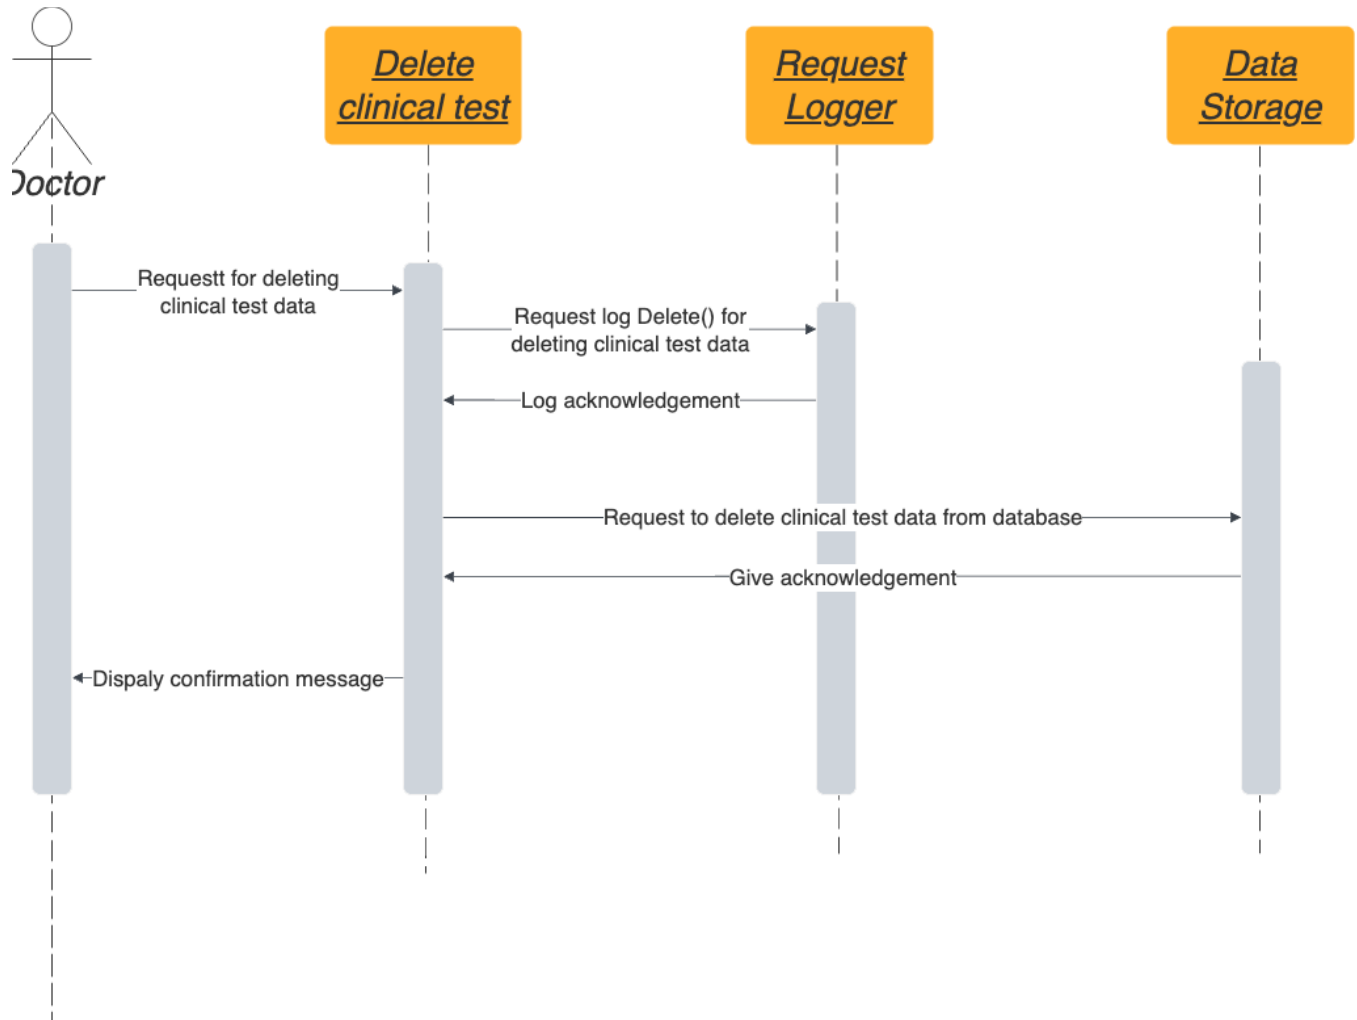 Delete
clinical test
Request
Logger
Data
Storage
Doctor
Requestt for deleting
clinical test data
Request log Delete() for
deleting clinical test data
Log acknowledgement
Request to delete clinical test data from database
Give acknowledgement
Dispaly confirmation message